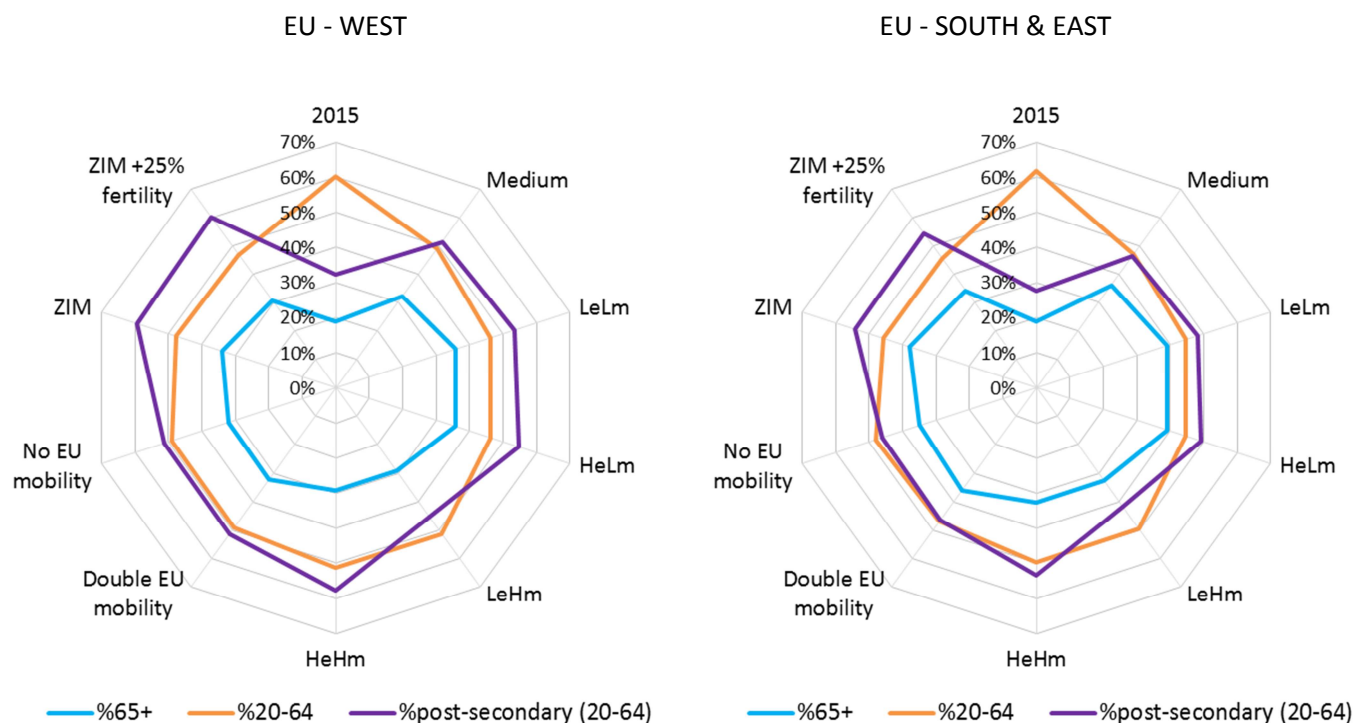 EU - WEST
2015
70%
60%
50%
40%
30%
20%
10%
0%
Medium
LeLm
HeLm
LeHm
HeHm
Double EU
mobility
No EU
mobility
ZIM
ZIM +25%
fertility
%65+
%20-64
%post-secondary (20-64)
EU - SOUTH & EAST
2015
70%
60%
50%
40%
30%
20%
10%
0%
Medium
LeLm
HeLm
LeHm
HeHm
Double EU
mobility
No EU
mobility
ZIM
ZIM +25%
fertility
%65+
%20-64
%post-secondary (20-64)